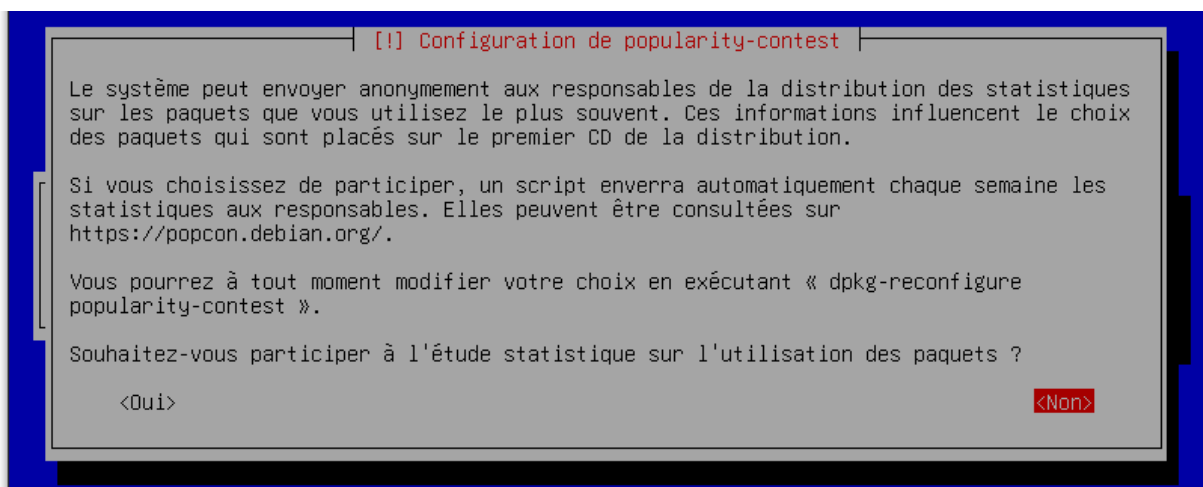 [!] Configuration de popularity-contest
Le système peut envoyer anonymement aux responsables de la distribution des statistiques
sur les paquets que vous utilisez le plus souvent. Ces informations influencent le choix
des paquets qui sont placés sur le premier CD de la distribution.
Si vous choisissez de participer, un script enverra automatiquement chaque semaine les
statistiques aux responsables. Elles peuvent être consultées sur
https://popcon.debian.org/.
Vous pourrez à tout moment modifier votre choix en exécutant « dpkg-reconfigure
popularity-contest ».
Souhaitez-vous participer à l'étude statistique sur l'utilisation des paquets ?
<Oui> <Non>